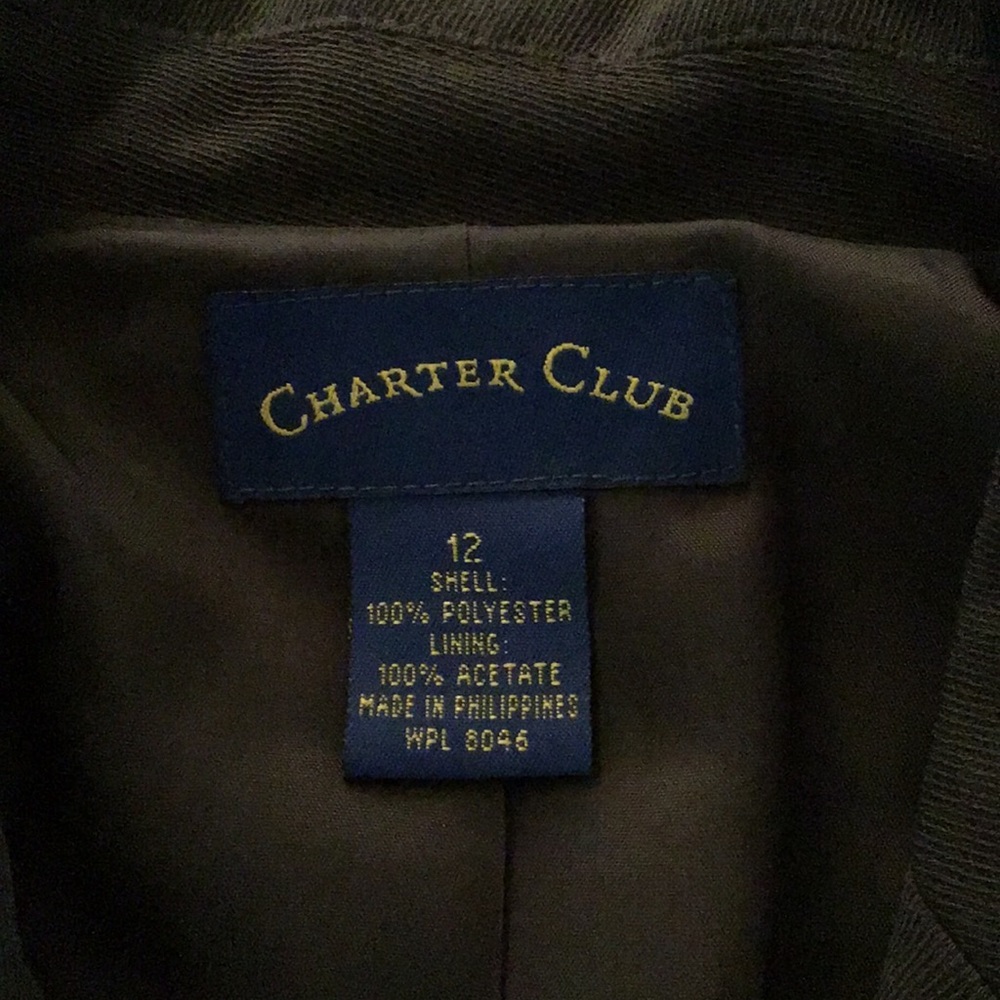 CHARTER CLUB
12
SHELL:
100% POLYESTER
LINING:
100% ACETATE
MADE IN PHILIPPINES
WPL 8046